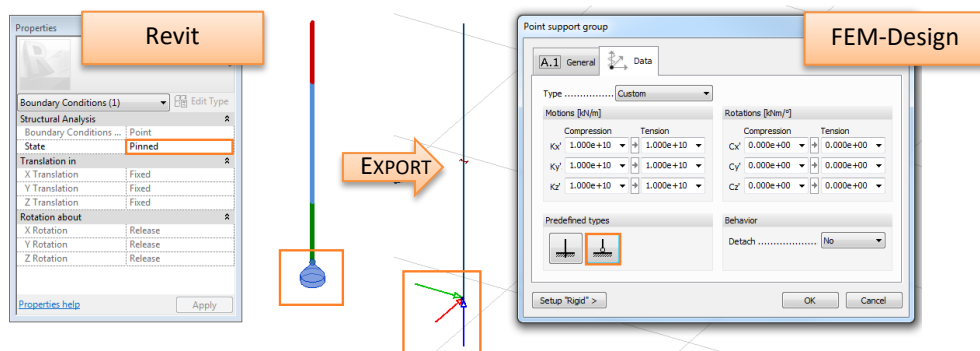 Properties
Revit
Boundary Conditions (1)
Edit Type
Structural Analysis
Boundary Conditions ... Point
State Pinned
Translation in
X Translation Fixed
Y Translation Fixed
Z Translation Fixed
Rotation about
X Rotation Release
Y Rotation Release
Z Rotation Release
Properties help
Apply
EXPORT
Point support group
FEM-Design
A.1 General Data
Type ................ Custom
Motions [kN/m]
Compression Tension
Kx' 1.000e+10 1.000e+10
Ky' 1.000e+10 1.000e+10
Kz' 1.000e+10 1.000e+10
Rotations [kNm/°]
Compression Tension
Cx' 0.000e+00 0.000e+00
Cy' 0.000e+00 0.000e+00
Cz' 0.000e+00 0.000e+00
Predefined types
Behavior
Detach .................. No
Setup "Rigid" >
OK Cancel